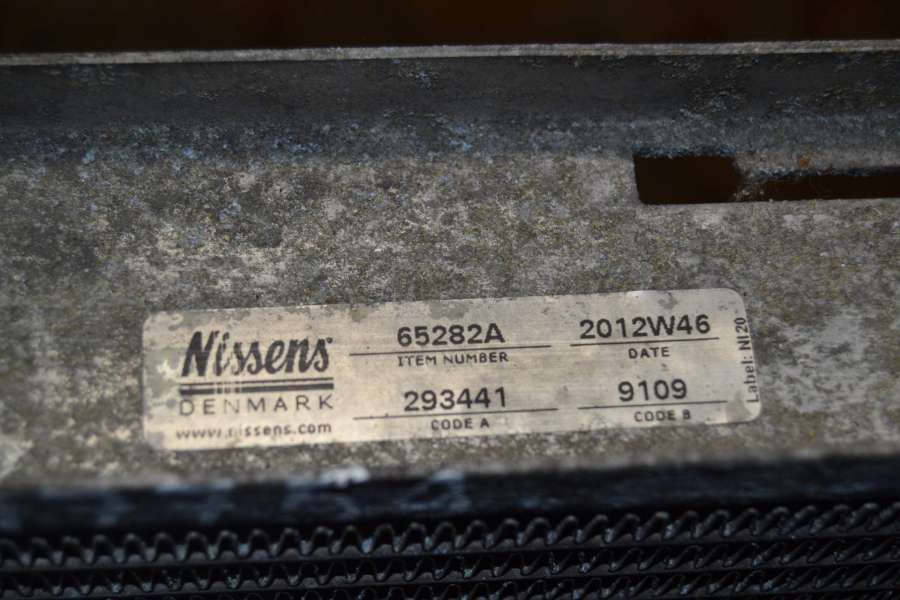 Nissens
DENMARK
www.nissens.com
65282A
ITEM NUMBER
2012W46
DATE
293441
CODE A
9109
CODE B
Label: NI20